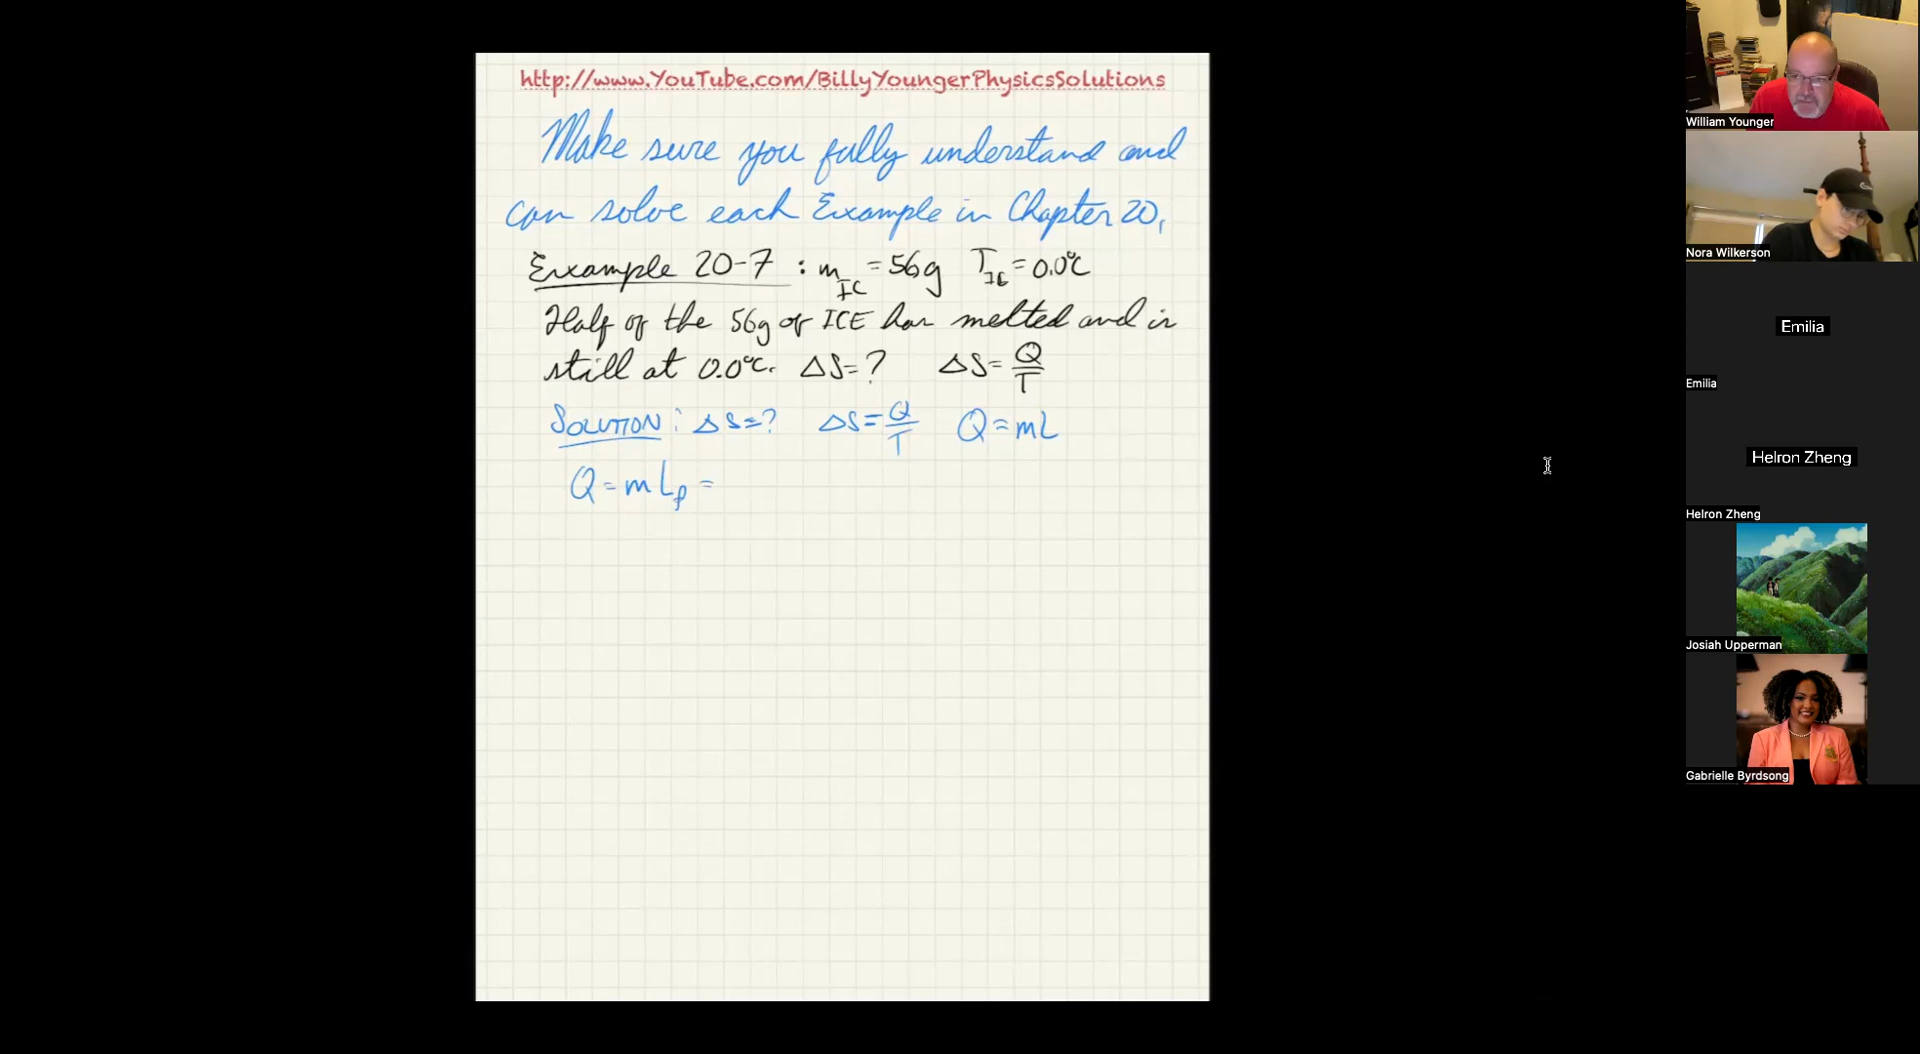 http://www.YouTube.com/BillyYoungerPhysicsSolutions
Make sure you fully understand and
can solve each Example in Chapter 20.
Example 20-7 : m_IC = 56g T_IC = 0.0°C
Half of the 56g of ICE has melted and is
still at 0.0°C. ΔS=? ΔS=Q/T
SOLUTION: ΔS=? ΔS=Q/T Q=mL
Q=mL_f=
William Younger
Nora Wilkerson
Emilia
Emilia
Helron Zheng
Helron Zheng
Josiah Upperman
Gabrielle Byrdsong